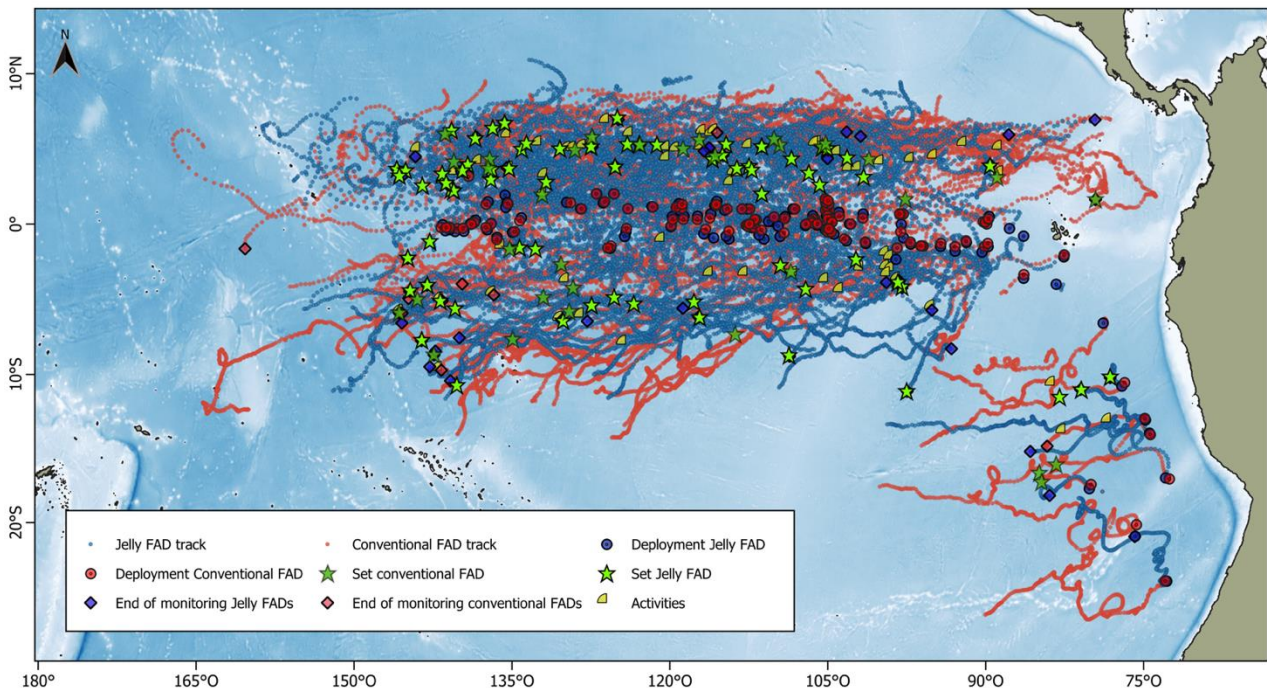 N
10°N
0°
10°S
20°S
Jelly FAD track
Conventional FAD track
Deployment Jelly FAD
Deployment Conventional FAD
Set conventional FAD
Set Jelly FAD
End of monitoring Jelly FADs
End of monitoring conventional FADs
Activities
180°
165°O
150°O
135°O
120°O
105°O
90°O
75°O